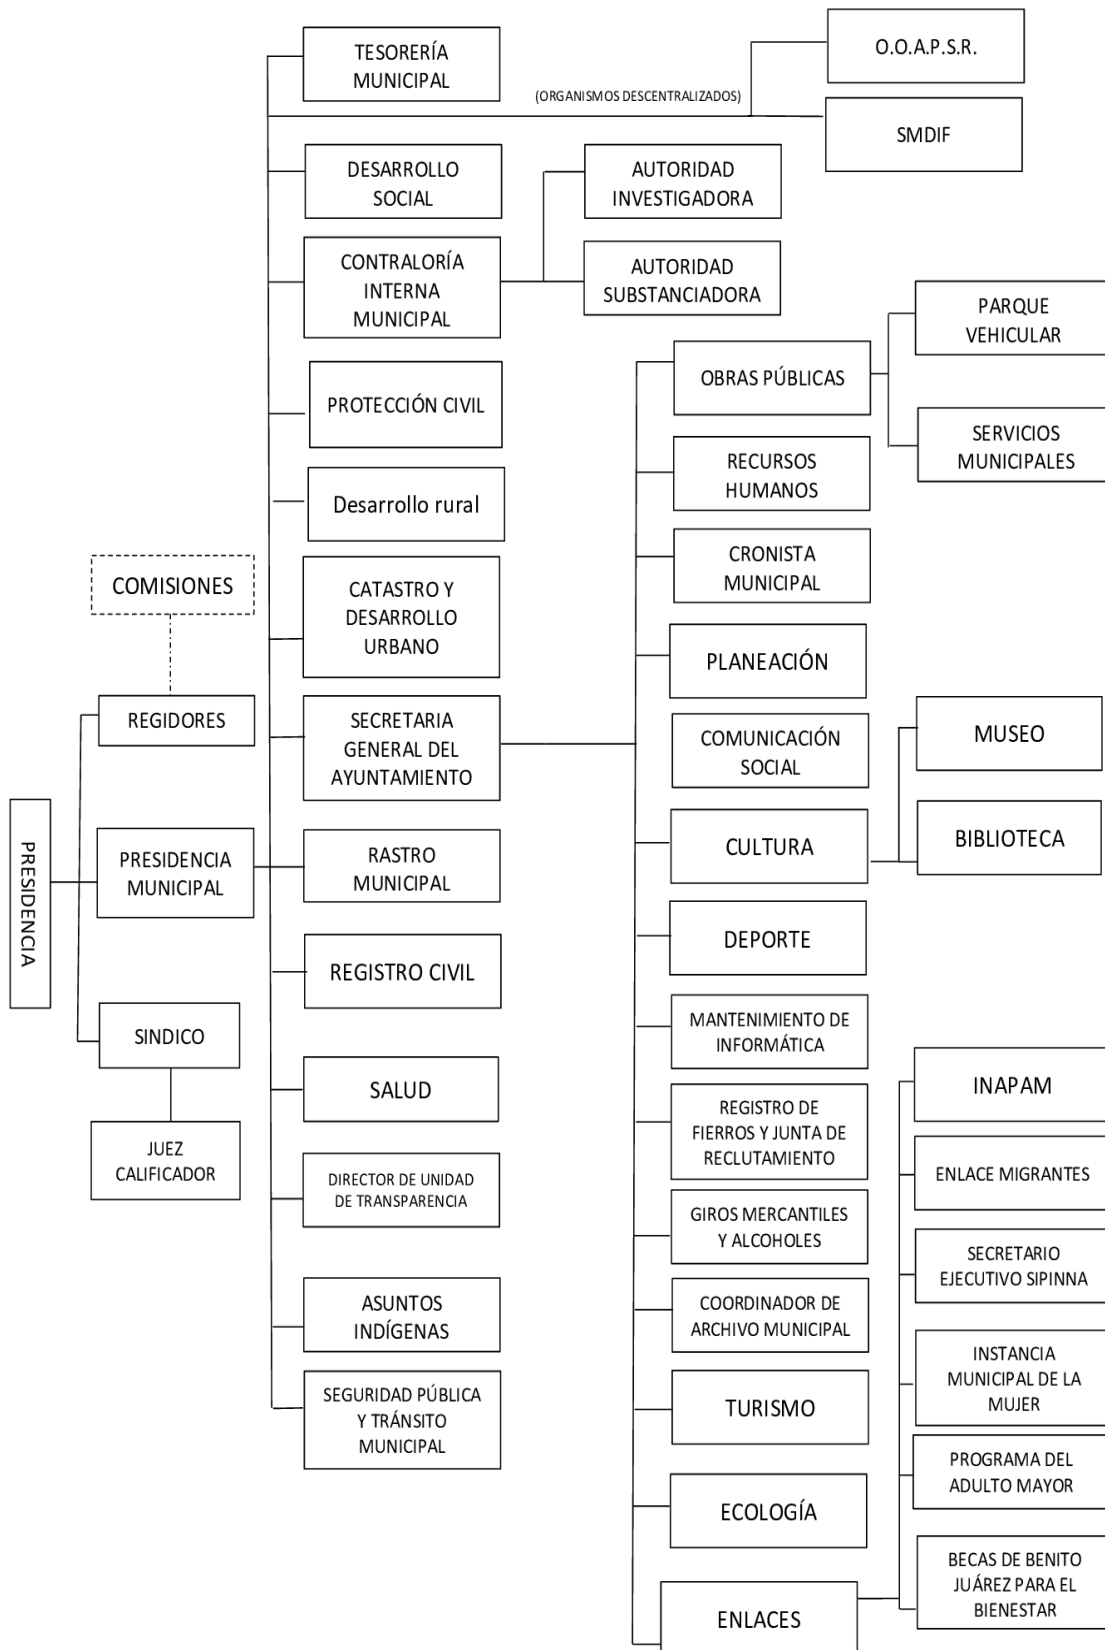 TESORERÍA
MUNICIPAL
O.O.A.P.S.R.
(ORGANISMOS DESCENTRALIZADOS)
SMDIF
DESARROLLO
SOCIAL
AUTORIDAD
INVESTIGADORA
CONTRALORÍA
INTERNA
MUNICIPAL
AUTORIDAD
SUBSTANCIADORA
PARQUE
VEHICULAR
OBRAS PÚBLICAS
PROTECCIÓN CIVIL
SERVICIOS
MUNICIPALES
RECURSOS
HUMANOS
Desarrollo rural
CRONISTA
MUNICIPAL
COMISIONES
CATASTRO Y
DESARROLLO
URBANO
PLANEACIÓN
REGIDORES
SECRETARIA
GENERAL DEL
AYUNTAMIENTO
COMUNICACIÓN
SOCIAL
MUSEO
PRESIDENCIA
PRESIDENCIA
MUNICIPAL
RASTRO
MUNICIPAL
CULTURA
BIBLIOTECA
DEPORTE
REGISTRO CIVIL
SINDICO
MANTENIMIENTO DE
INFORMÁTICA
SALUD
INAPAM
REGISTRO DE
FIERROS Y JUNTA DE
RECLUTAMIENTO
JUEZ
CALIFICADOR
ENLACE MIGRANTES
DIRECTOR DE UNIDAD
DE TRANSPARENCIA
GIROS MERCANTILES
Y ALCOHOLES
SECRETARIO
EJECUTIVO SIPINNA
ASUNTOS
INDÍGENAS
COORDINADOR DE
ARCHIVO MUNICIPAL
INSTANCIA
MUNICIPAL DE LA
MUJER
SEGURIDAD PÚBLICA
Y TRÁNSITO
MUNICIPAL
TURISMO
PROGRAMA DEL
ADULTO MAYOR
ECOLOGÍA
BECAS DE BENITO
JUÁREZ PARA EL
BIENESTAR
ENLACES